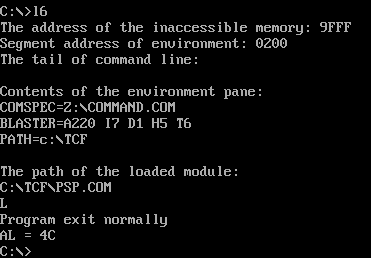 C:\>l6
The address of the inaccessible memory: 9FFF
Segment address of environment: 0200
The tail of command line:
Contents of the environment pane:
COMSPEC=Z:\COMMAND.COM
BLASTER=A220 I7 D1 H5 T6
PATH=c:\TCF
The path of the loaded module:
C:\TCF\PSP.COM
L
Program exit normally
AL = 4C
C:\>